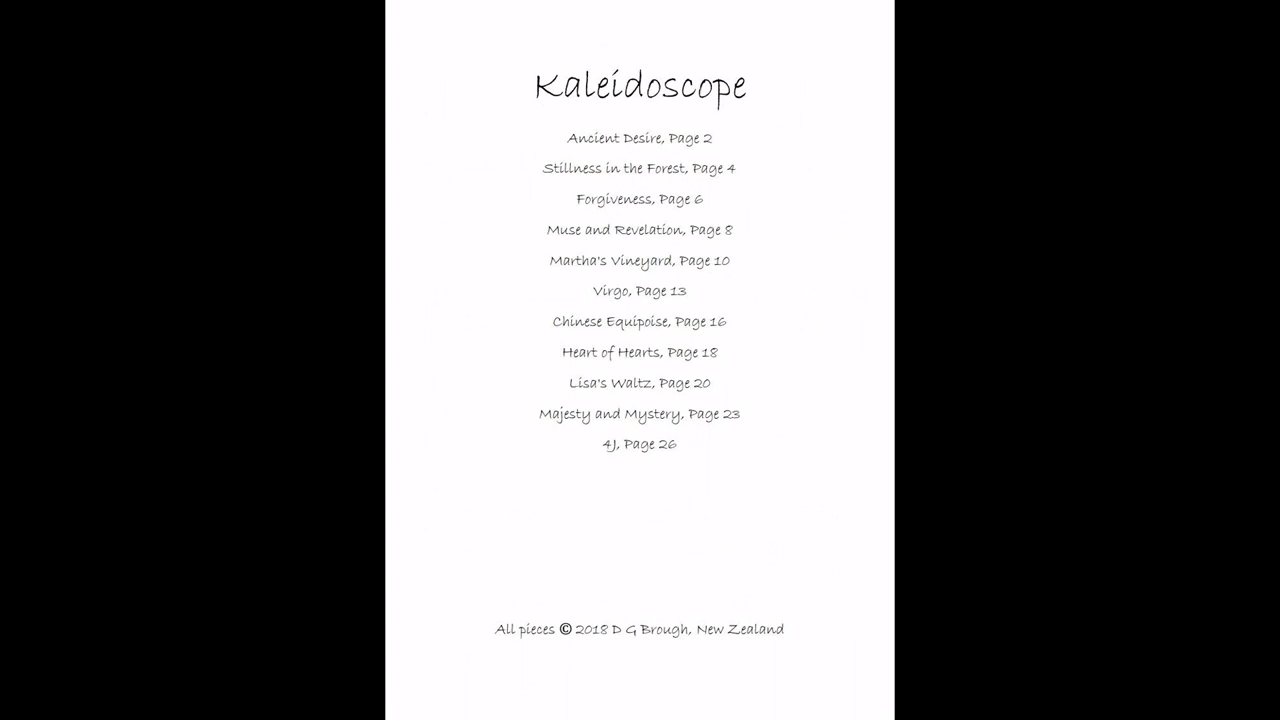 Kaleidoscope
Ancient Desire, Page 2
Stillness in the Forest, Page 4
Forgiveness, Page 6
Muse and Revelation, Page 8
Martha's Vineyard, Page 10
Virgo, Page 13
Chinese Equipoise, Page 16
Heart of Hearts, Page 18
Lisa's Waltz, Page 20
Majesty and Mystery, Page 23
4J, Page 26
All pieces © 2018 D G Brough, New Zealand